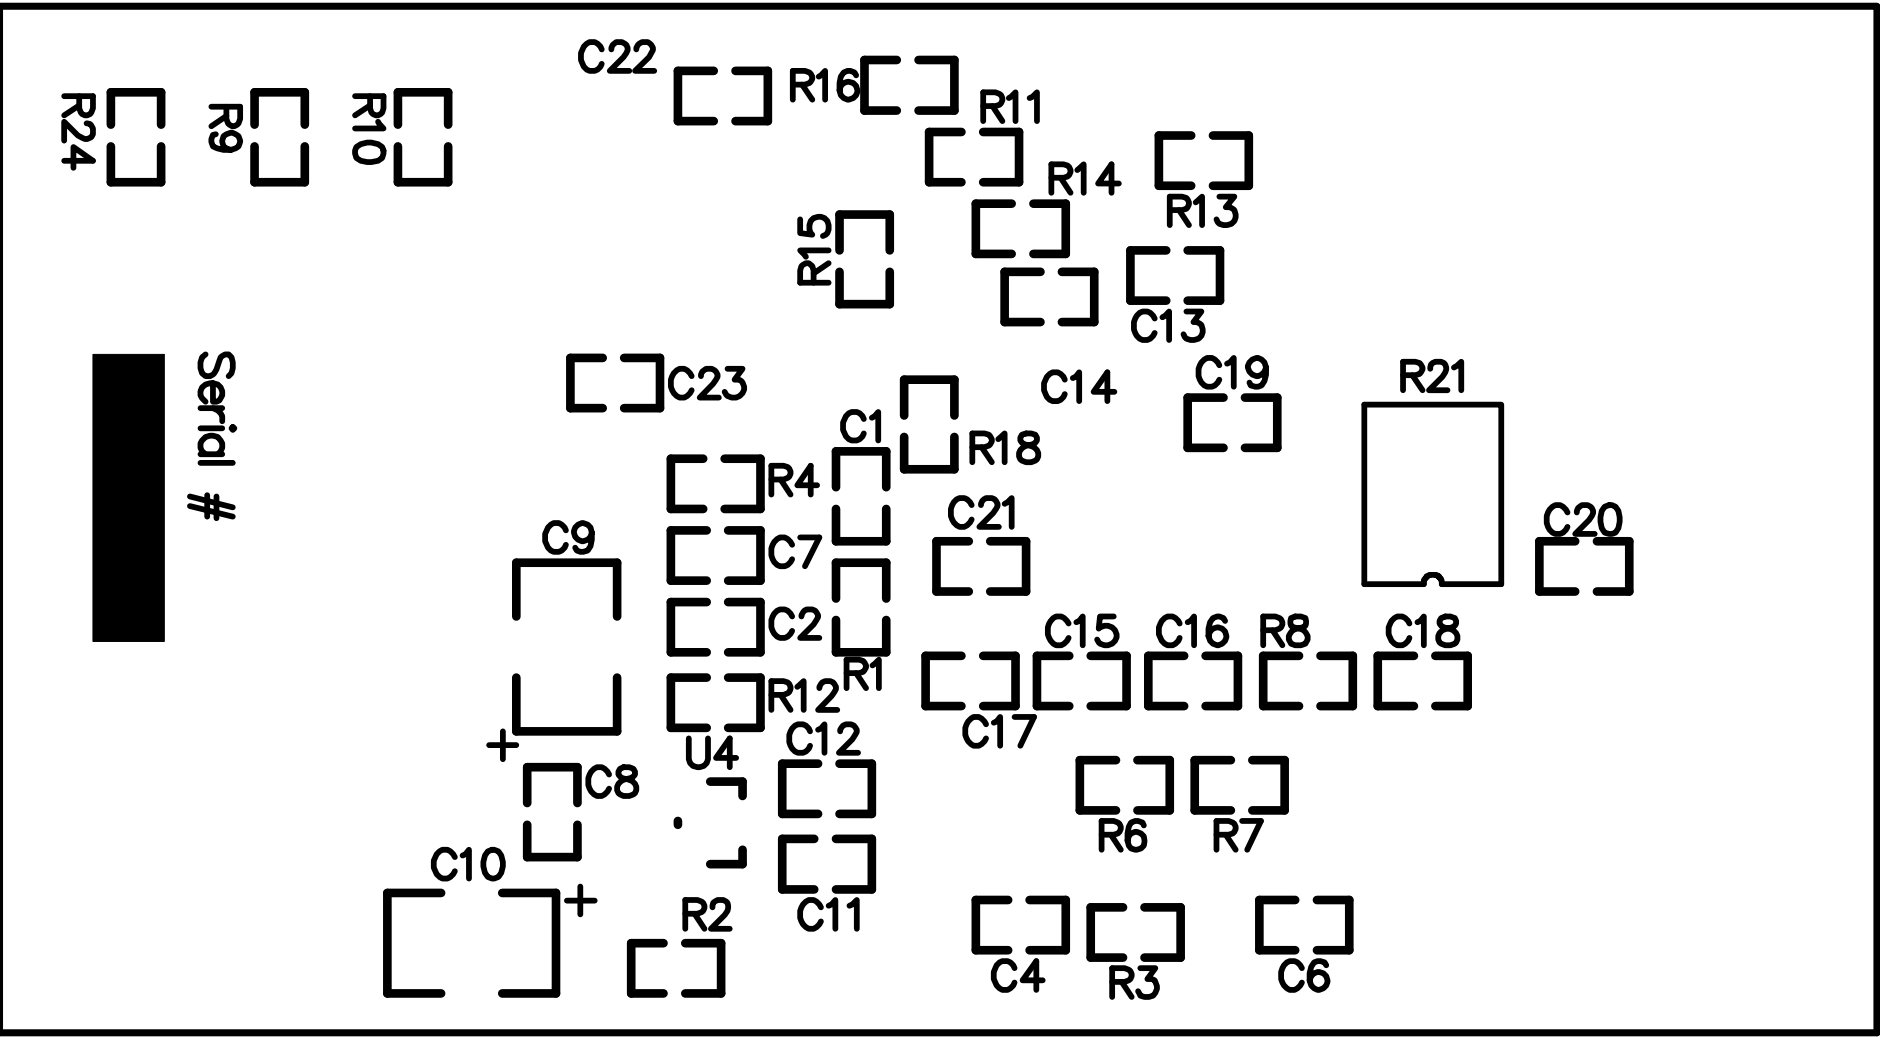 C22
R16
R11
R24
R9
R10
R14
R13
R15
C13
Serial #
C23
C14
C19
R21
C1
R18
R4
C21
C20
C9
C7
C2
C15
C16
R8
C18
R1
R12
C17
+
U4
C12
C8
R6
R7
C10
+
R2
C11
C4
R3
C6